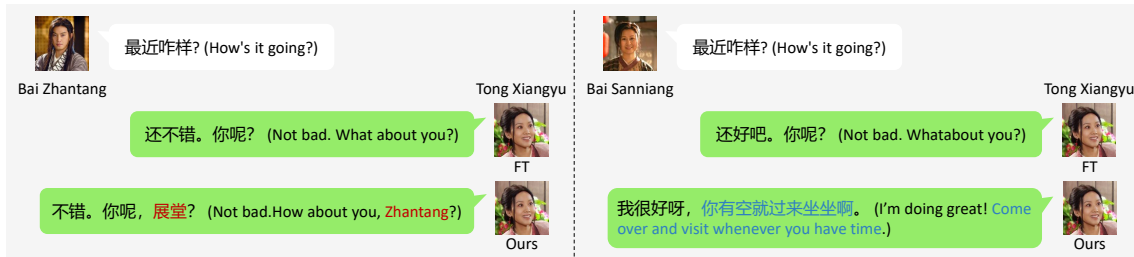 最近咋样? (How's it going?)
Bai Zhantang
Tong Xiangyu
还不错。你呢？ (Not bad. What about you?)
FT
不错。你呢，展堂？ (Not bad.How about you, Zhantang?)
Ours
最近咋样? (How's it going?)
Bai Sanniang
Tong Xiangyu
还好吧。你呢？ (Not bad. Whatabout you?)
FT
我很好呀，你有空就过来坐坐啊。 (I'm doing great! Come
over and visit whenever you have time.)
Ours